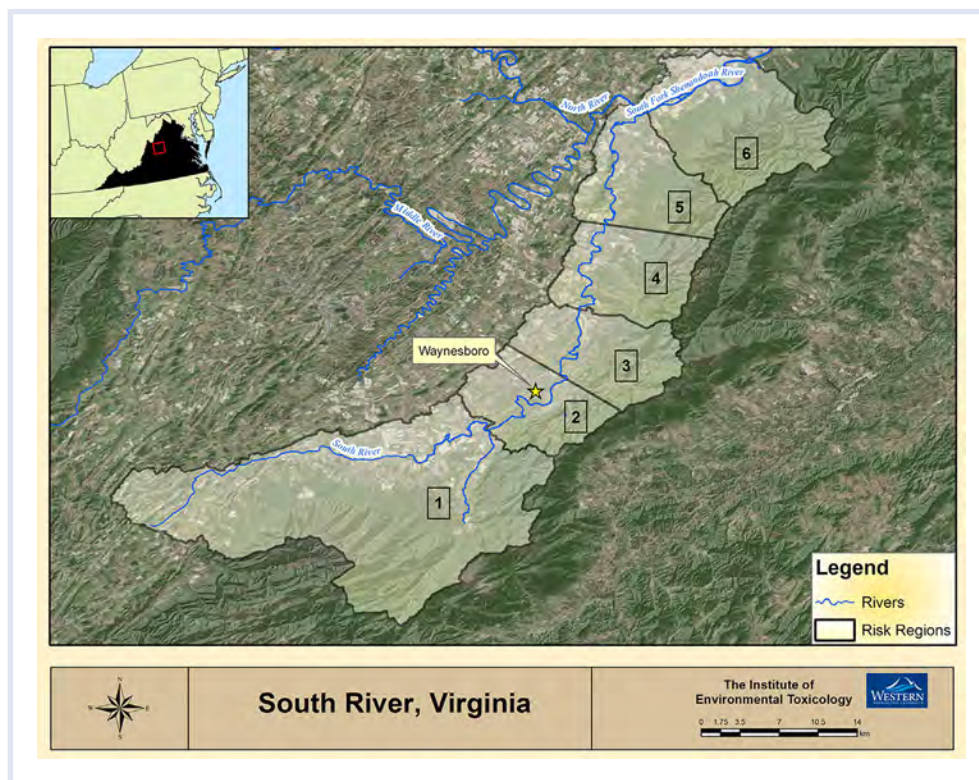 North River
South Fork Shenandoah River
6
Middle River
5
4
Waynesboro
3
2
South River
1
Legend
Rivers
Risk Regions
N
W
E
S
South River, Virginia
The Institute of
Environmental Toxicology
WESTERN
0 1.75 3.5 7 10.5 14
km